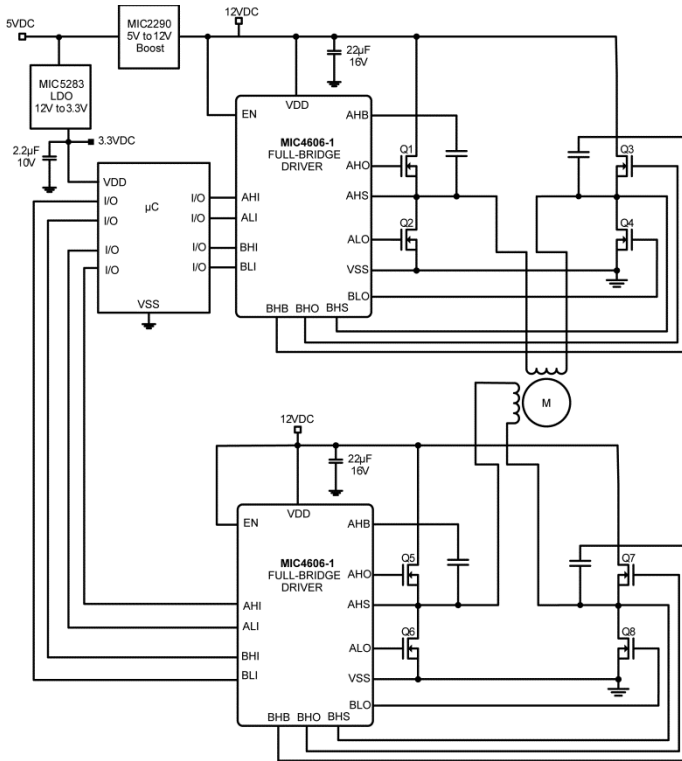 5VDC
MIC2290
5V to 12V
Boost
12VDC
22µF
16V
MIC5283
LDO
12V to3.3V
3.3VDC
2.2µF
10V
VDD
I/O
I/O
I/O
I/O
µC
I/O
I/O
I/O
I/O
VSS
EN
VDD
MIC4606-1
FULL-BRIDGE
DRIVER
AHI
ALI
BHI
BLI
AHB
AHO
AHS
ALO
VSS
BLO
BHB
BHO
BHS
Q1
Q2
Q3
Q4
M
12VDC
22µF
16V
EN
VDD
MIC4606-1
FULL-BRIDGE
DRIVER
AHI
ALI
BHI
BLI
AHB
AHO
AHS
ALO
VSS
BLO
BHB
BHO
BHS
Q5
Q6
Q7
Q8